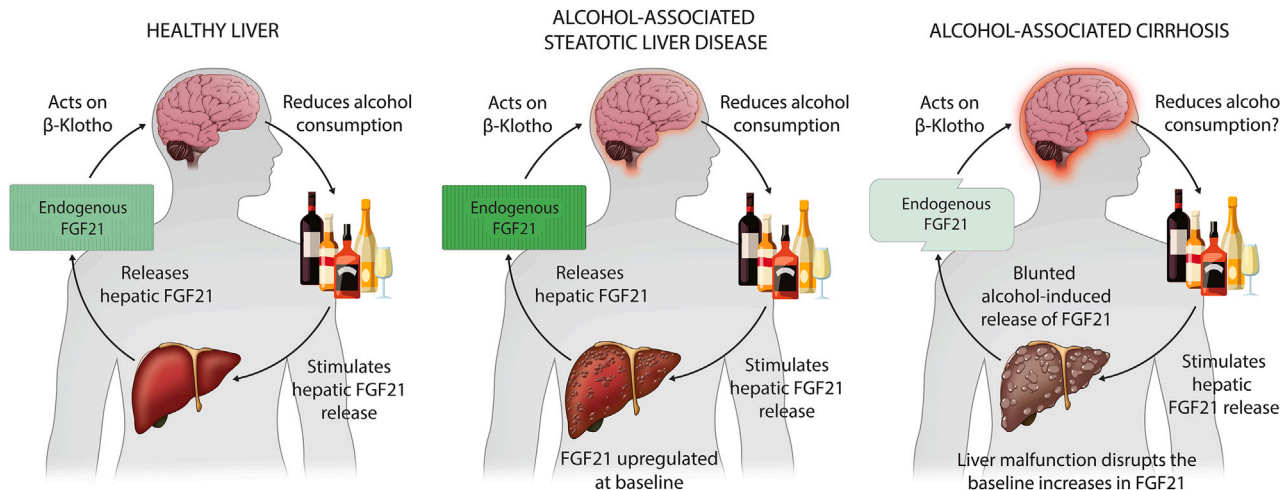 HEALTHY LIVER
Acts on
β-Klotho
Reduces alcohol
consumption
Endogenous
FGF21
Releases
hepatic FGF21
Stimulates
hepatic FGF21
release
ALCOHOL-ASSOCIATED
STEATOTIC LIVER DISEASE
Acts on
β-Klotho
Reduces alcohol
consumption
Endogenous
FGF21
Releases
hepatic FGF21
Stimulates
hepatic FGF21
release
FGF21 upregulated
at baseline
ALCOHOL-ASSOCIATED CIRRHOSIS
Acts on
β-Klotho
Reduces alcoho
consumption?
Endogenous
FGF21
Blunted
alcohol-induced
release of FGF21
Stimulates
hepatic
FGF21 release
Liver malfunction disrupts the
baseline increases in FGF21